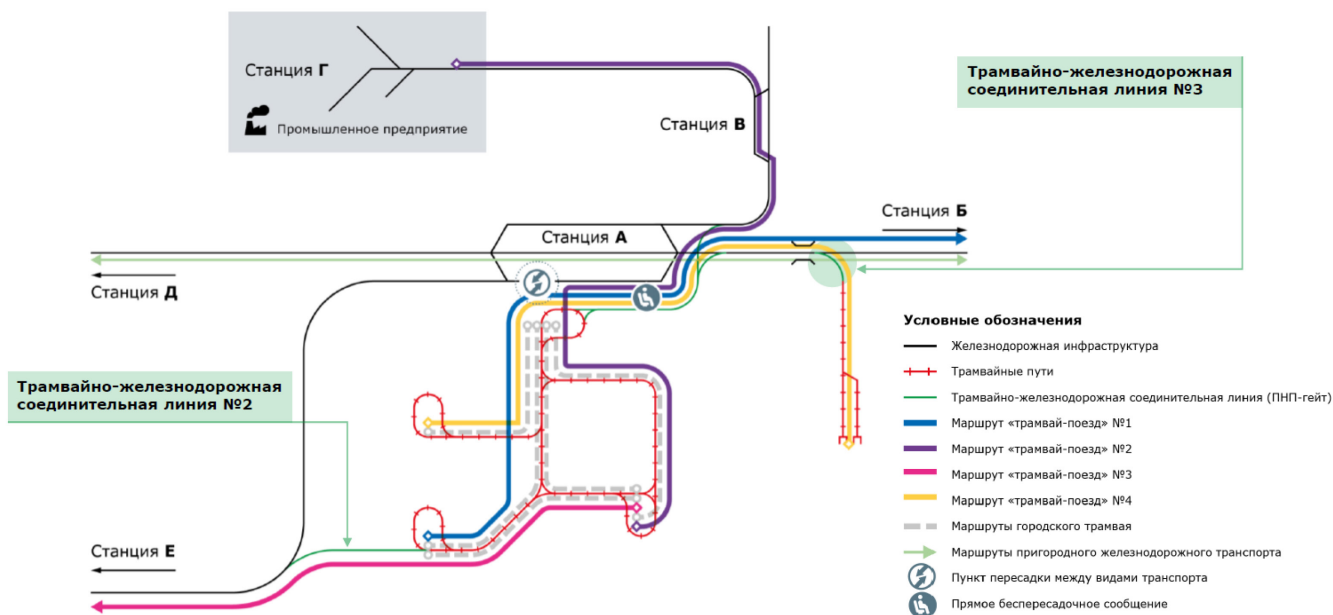 Станция Г
Промышленное предприятие
Станция В
Трамвайно-железнодорожная
соединительная линия №3
Станция Б
Станция А
Станция Д
Трамвайно-железнодорожная
соединительная линия №2
Станция Е
Условные обозначения
Железнодорожная инфраструктура
Трамвайные пути
Трамвайно-железнодорожная соединительная линия (ПНП-гейт)
Маршрут «трамвай-поезд» №1
Маршрут «трамвай-поезд» №2
Маршрут «трамвай-поезд» №3
Маршрут «трамвай-поезд» №4
Маршруты городского трамвая
Маршруты пригородного железнодорожного транспорта
Пункт пересадки между видами транспорта
Прямое беспересадочное сообщение